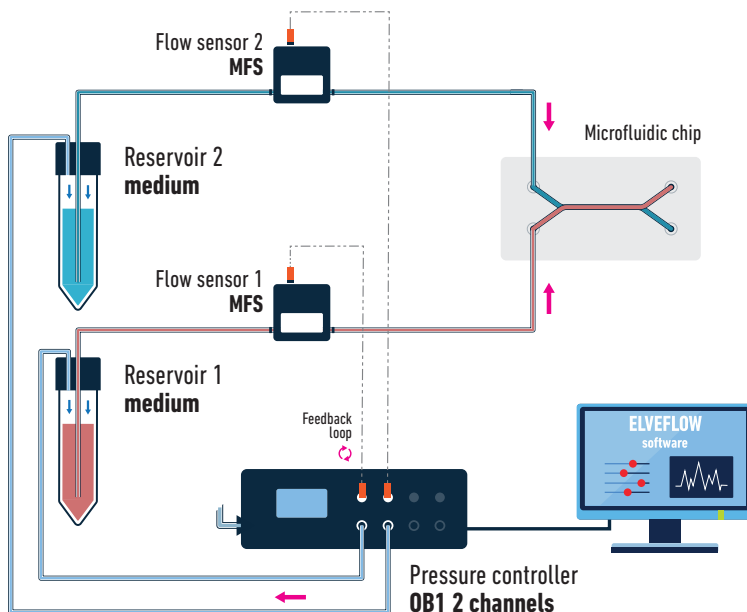 Flow sensor 2
MFS
Microfluidic chip
Reservoir 2
medium
Flow sensor 1
MFS
Reservoir 1
medium
Feedback
loop
ELVEFLOW
software
Pressure controller
OB1 2 channels